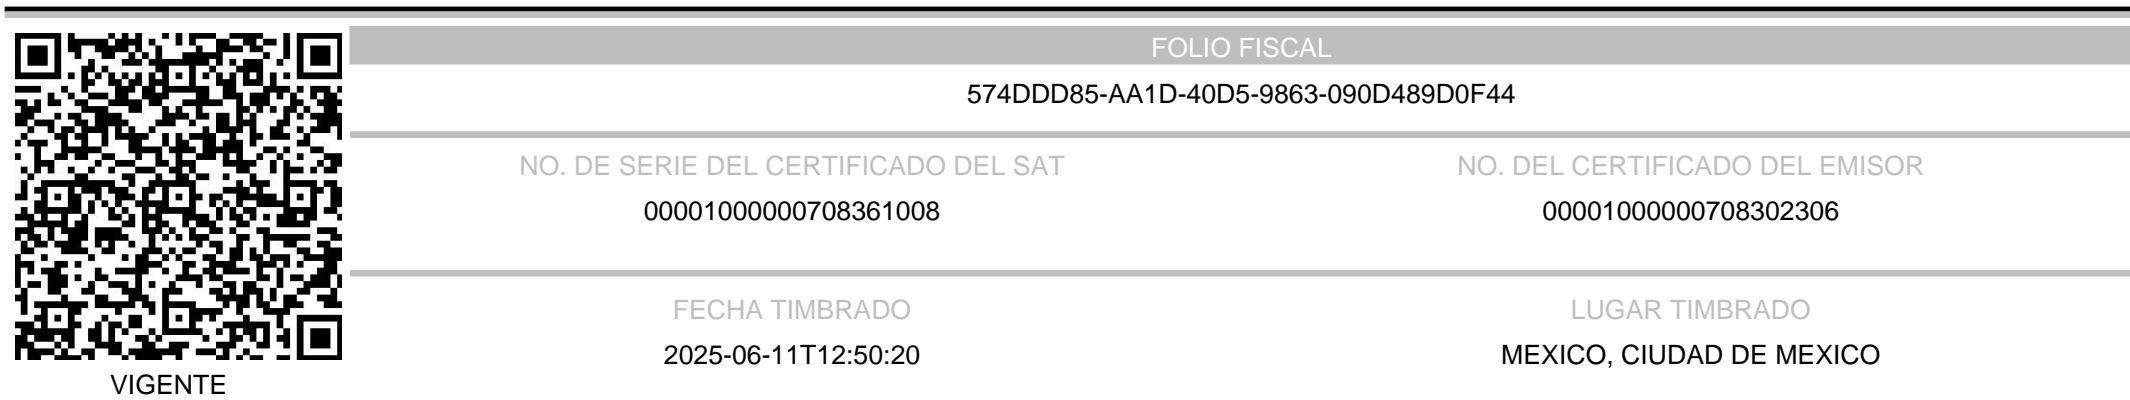 FOLIO FISCAL
574DDD85-AA1D-40D5-9863-090D489D0F44
NO. DE SERIE DEL CERTIFICADO DEL SAT
00001000000708361008
NO. DEL CERTIFICADO DEL EMISOR
00001000000708302306
FECHA TIMBRADO
2025-06-11T12:50:20
LUGAR TIMBRADO
MEXICO, CIUDAD DE MEXICO
VIGENTE